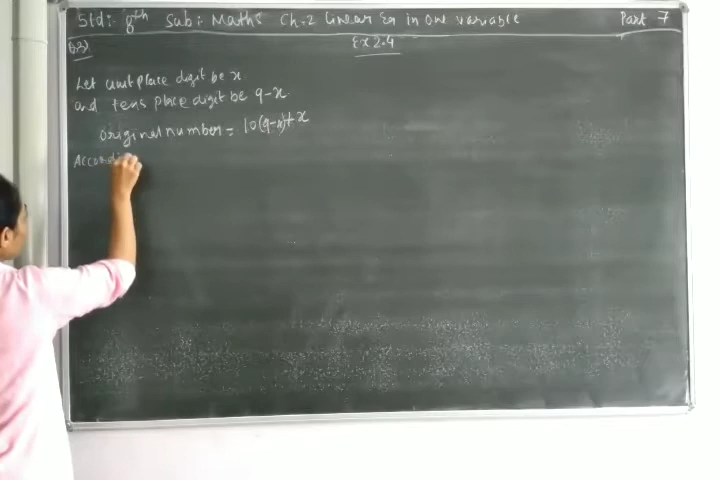 Std: 8th Sub: Maths Ch-2 Linear Eq in One variable Part 7
Ex 2.4
Let unit place digit be x
and tens place digit be 9-x.
original number = 10(9-x)+x
Accordi